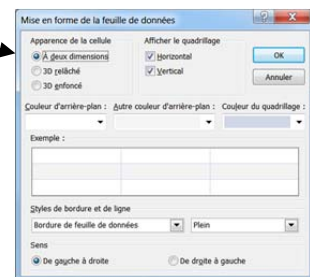 Mise en forme de la feuille de données
Apparence de la cellule
À deux dimensions
3D relâché
3D enfoncé
Afficher le quadrillage
Horizontal
Vertical
OK
Annuler
Couleur d'arrière-plan :
Autre couleur d'arrière-plan :
Couleur du quadrillage :
Exemple :
Styles de bordure et de ligne
Bordure de feuille de données
Plein
Sens
De gauche à droite
De droite à gauche